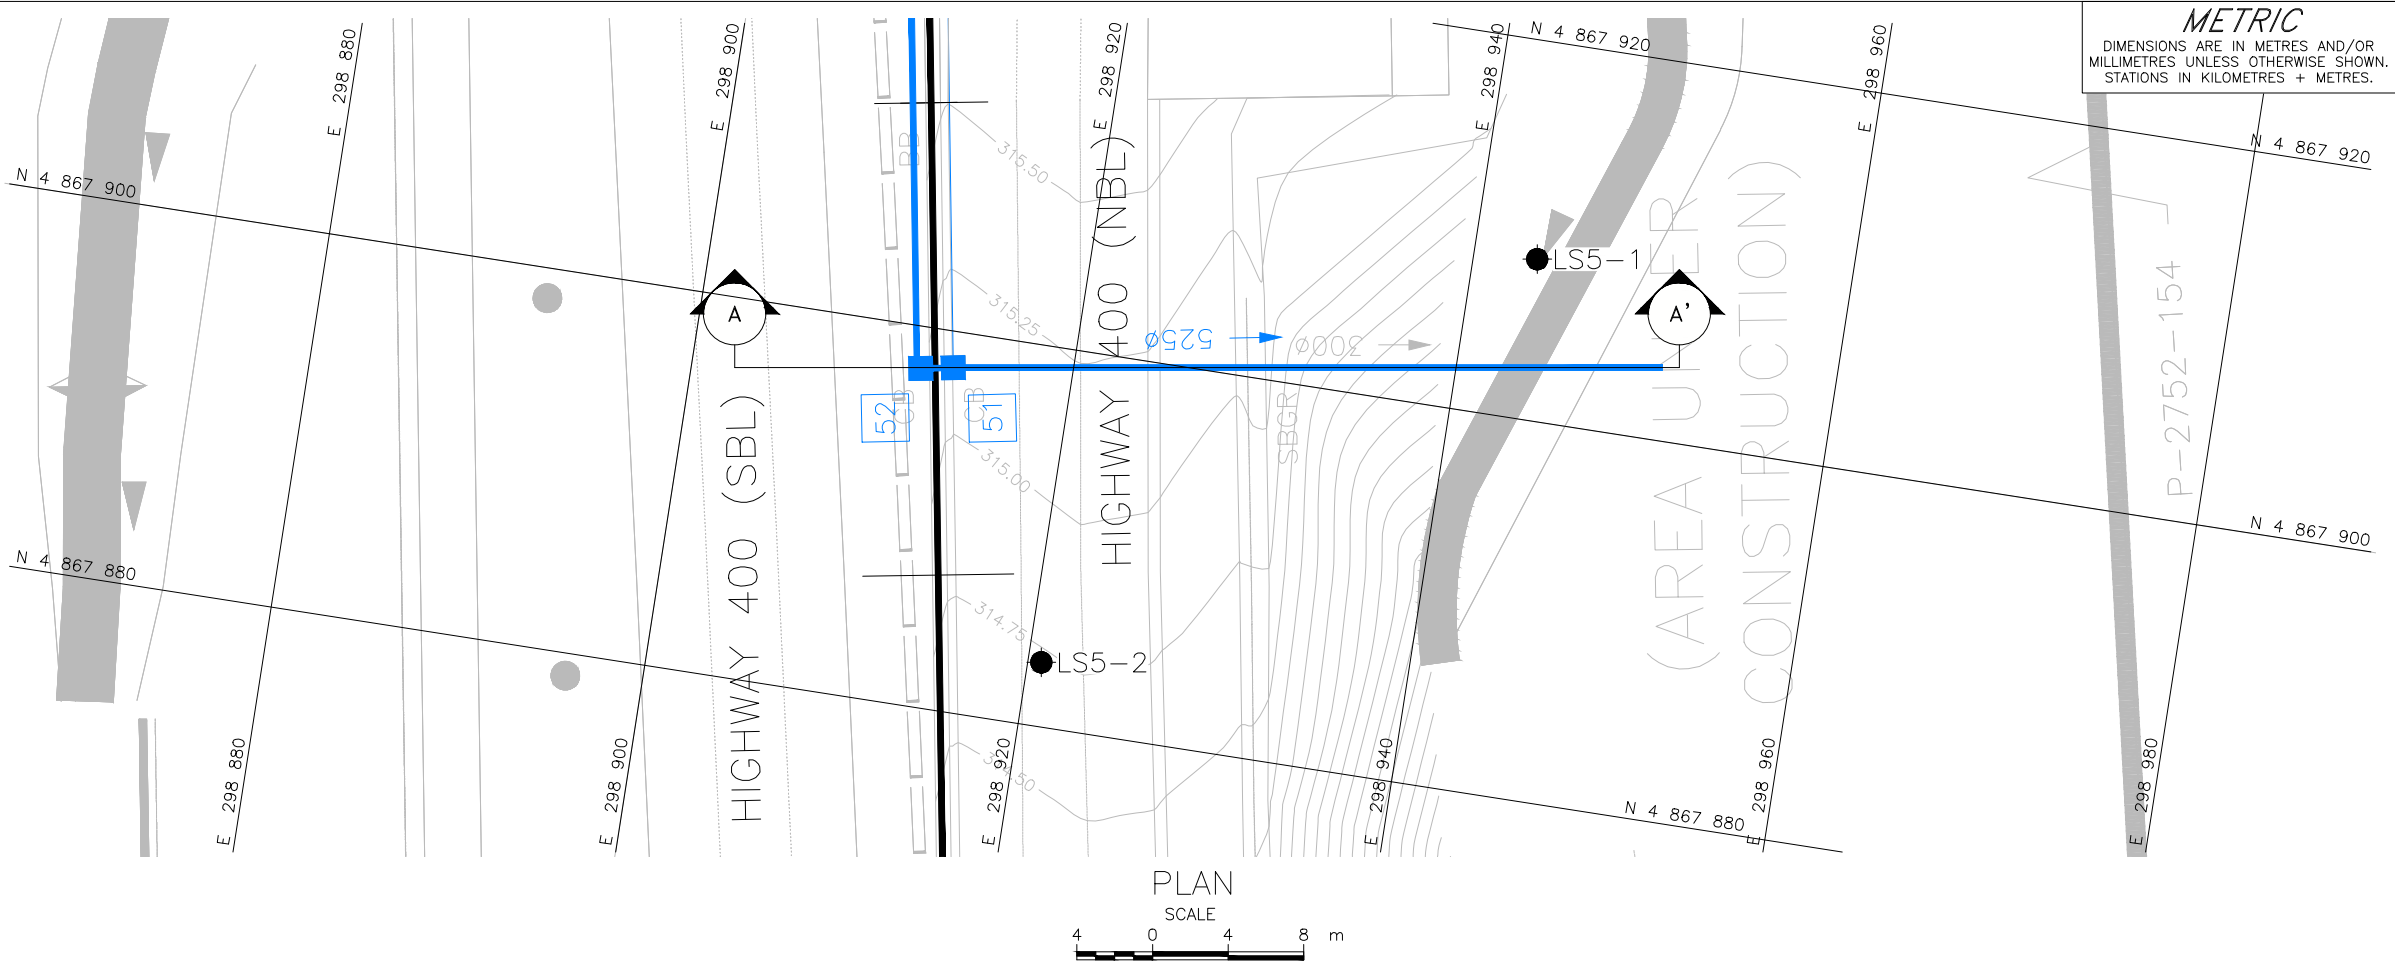 METRIC
DIMENSIONS ARE IN METRES AND/OR
MILLIMETRES UNLESS OTHERWISE SHOWN.
STATIONS IN KILOMETRES + METRES.
E 298 880
E 298 900
E 298 920
E 298 940
E 298 960
N 4 867 920
N 4 867 920
N 4 867 900
BB
315.50
HIGHWAY 400 (NBL)
LS5-1
A
A'
315.25
525ø
300ø
(AREA UNDER
CONSTRUCTION)
P-2752-154
52
CB
CB
51
SBGR
HIGHWAY 400 (SBL)
315.00
N 4 867 900
N 4 867 880
314.75
LS5-2
314.50
E 298 880
E 298 900
E 298 920
E 298 940
E 298 960
E 298 980
N 4 867 880
PLAN
SCALE
4 0 4 8 m